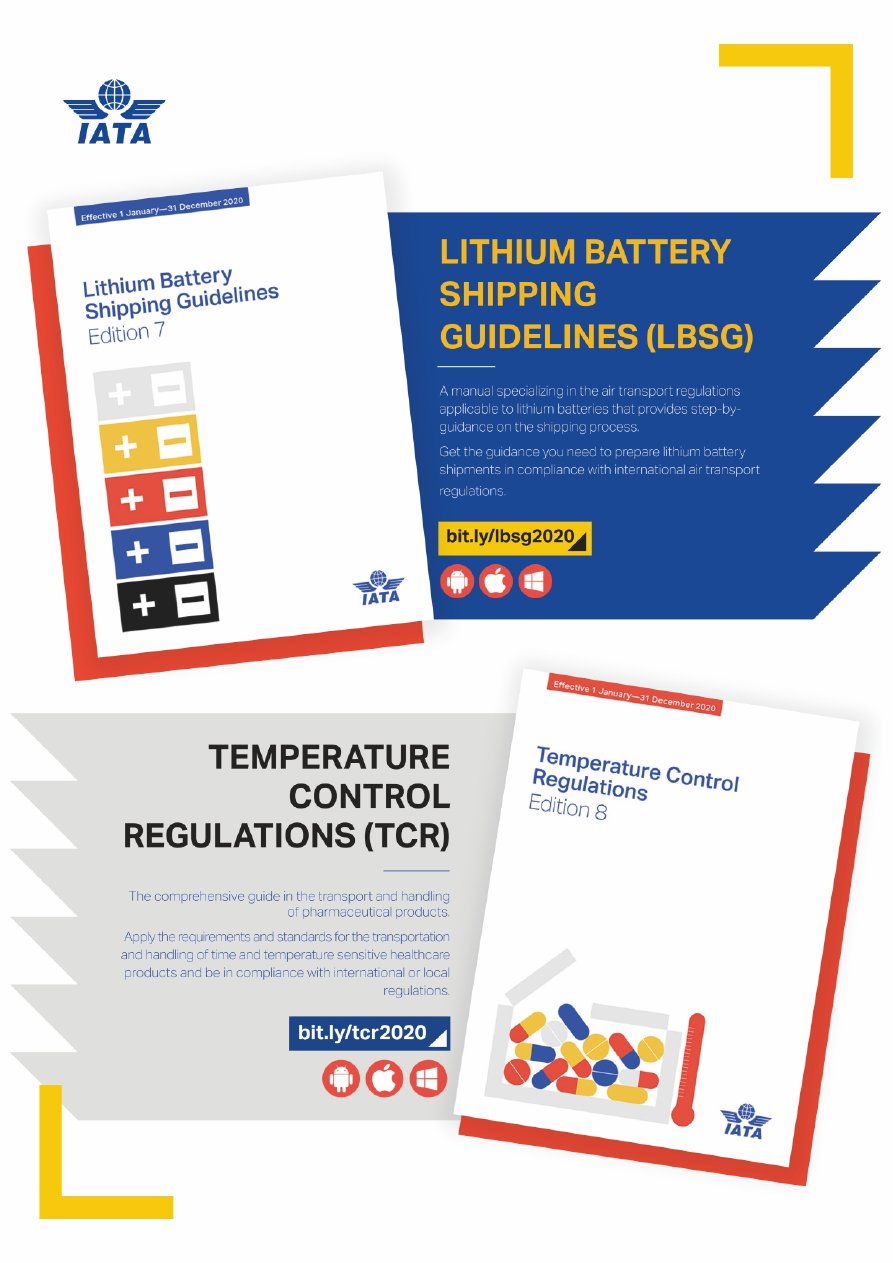 IATA
Effective 1 January—31 December 2020
Lithium Battery
Shipping Guidelines
Edition 7
IATA
LITHIUM BATTERY
SHIPPING
GUIDELINES (LBSG)
A manual specializing in the air transport regulations
applicable to lithium batteries that provides step-by-
guidance on the shipping process.
Get the guidance you need to prepare lithium battery
shipments in compliance with international air transport
regulations.
bit.ly/lbsg2020
TEMPERATURE
CONTROL
REGULATIONS (TCR)
The comprehensive guide in the transport and handling
of pharmaceutical products.
Apply the requirements and standards for the transportation
and handling of time and temperature sensitive healthcare
products and be in compliance with international or local
regulations.
bit.ly/tcr2020
Effective 1 January—31 December 2020
Temperature Control
Regulations
Edition 8
IATA